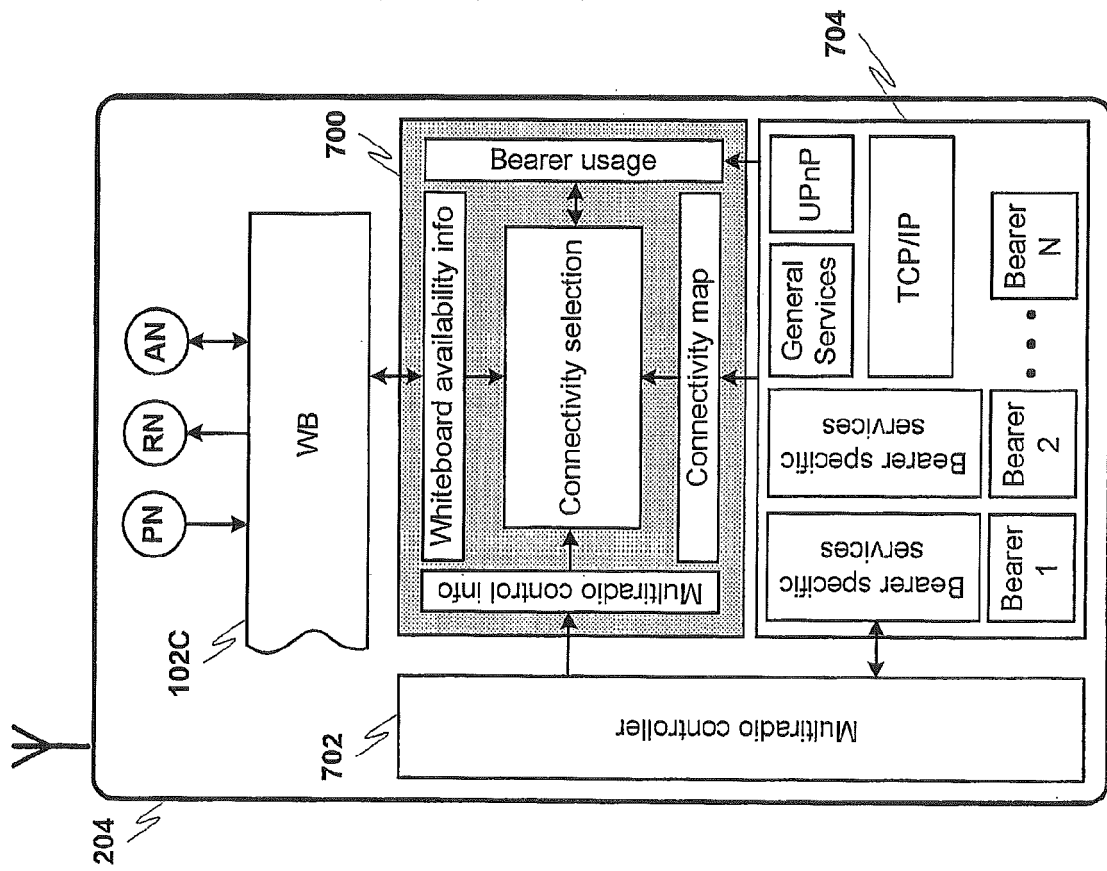 204
PN
RN
AN
102C
WB
702
Multiradio controller
700
Whiteboard availability info
Multiradio control info
Connectivity selection
Bearer usage
Connectivity map
704
Bearer specific
services
Bearer specific
services
General
Services
UPnP
TCP/IP
Bearer
1
Bearer
2
Bearer
N